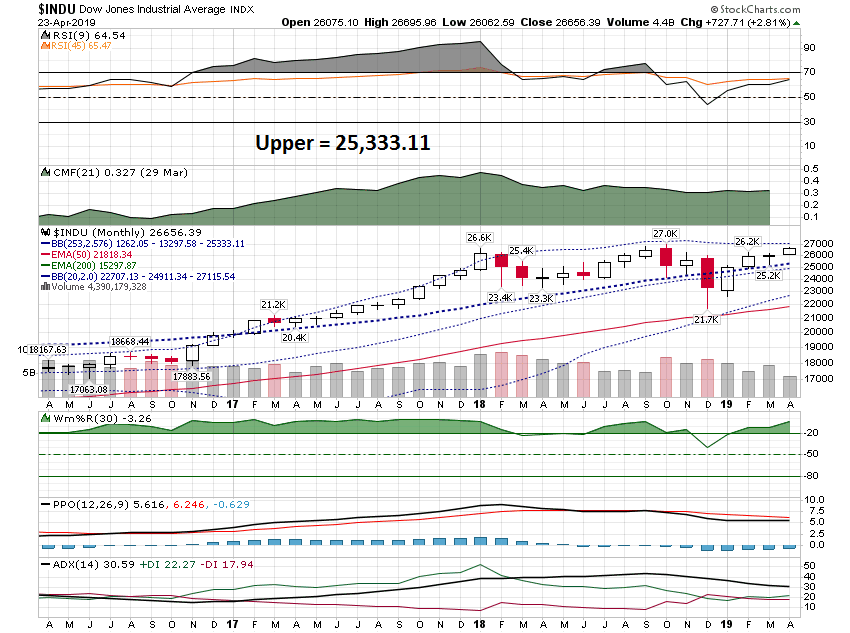 $INDU Dow Jones Industrial Average INDX © StockCharts.com
23-Apr-2019 Open 26075.10 High 26695.96 Low 26062.59 Close 26656.39 Volume 4.4B Chg +727.71 (+2.81%)
RSI(9) 64.54
RSI(45) 65.47
90
70
50
30
10
Upper = 25,333.11
CMF(21) 0.327 (29 Mar)
0.5
0.4
0.3
0.2
0.1
$INDU (Monthly) 26656.39
BB(253,2.576) 1262.05 - 13297.58 - 25333.11
EMA(50) 21818.34
EMA(200) 15297.87
BB(20,2.0) 22707.13 - 24911.34 - 27115.54
Volume 4,390,179,328
26.6K
25.4K
27.0K
26.2K
25.2K
23.4K
23.3K
21.7K
21.2K
20.4K
18668.44
18167.63
17883.56
17063.08
5B
27000
26000
25000
24000
23000
22000
21000
20000
19000
18000
17000
A M J J A S O N D 17 F M A M J J A S O N D 18 F M A M J J A S O N D 19 F M A
Wm%R(30) -3.26
-20
-50
-80
PPO(12,26,9) 5.616, 6.246, -0.629
10.0
7.5
5.0
2.5
0.0
ADX(14) 30.59 +DI 22.27 -DI 17.94
50
40
30
20
10
A M J J A S O N D 17 F M A M J J A S O N D 18 F M A M J J A S O N D 19 F M A